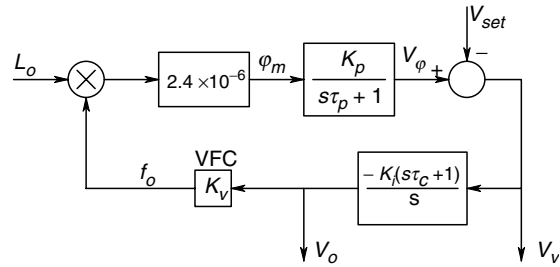 V_set
L_o
×
2.4 ×10⁻⁶
φ_m
K_p
sτ_p + 1
V_φ
+
−
VFC
f_o
K_v
− K_i(sτ_c +1)
s
V_o
V_v